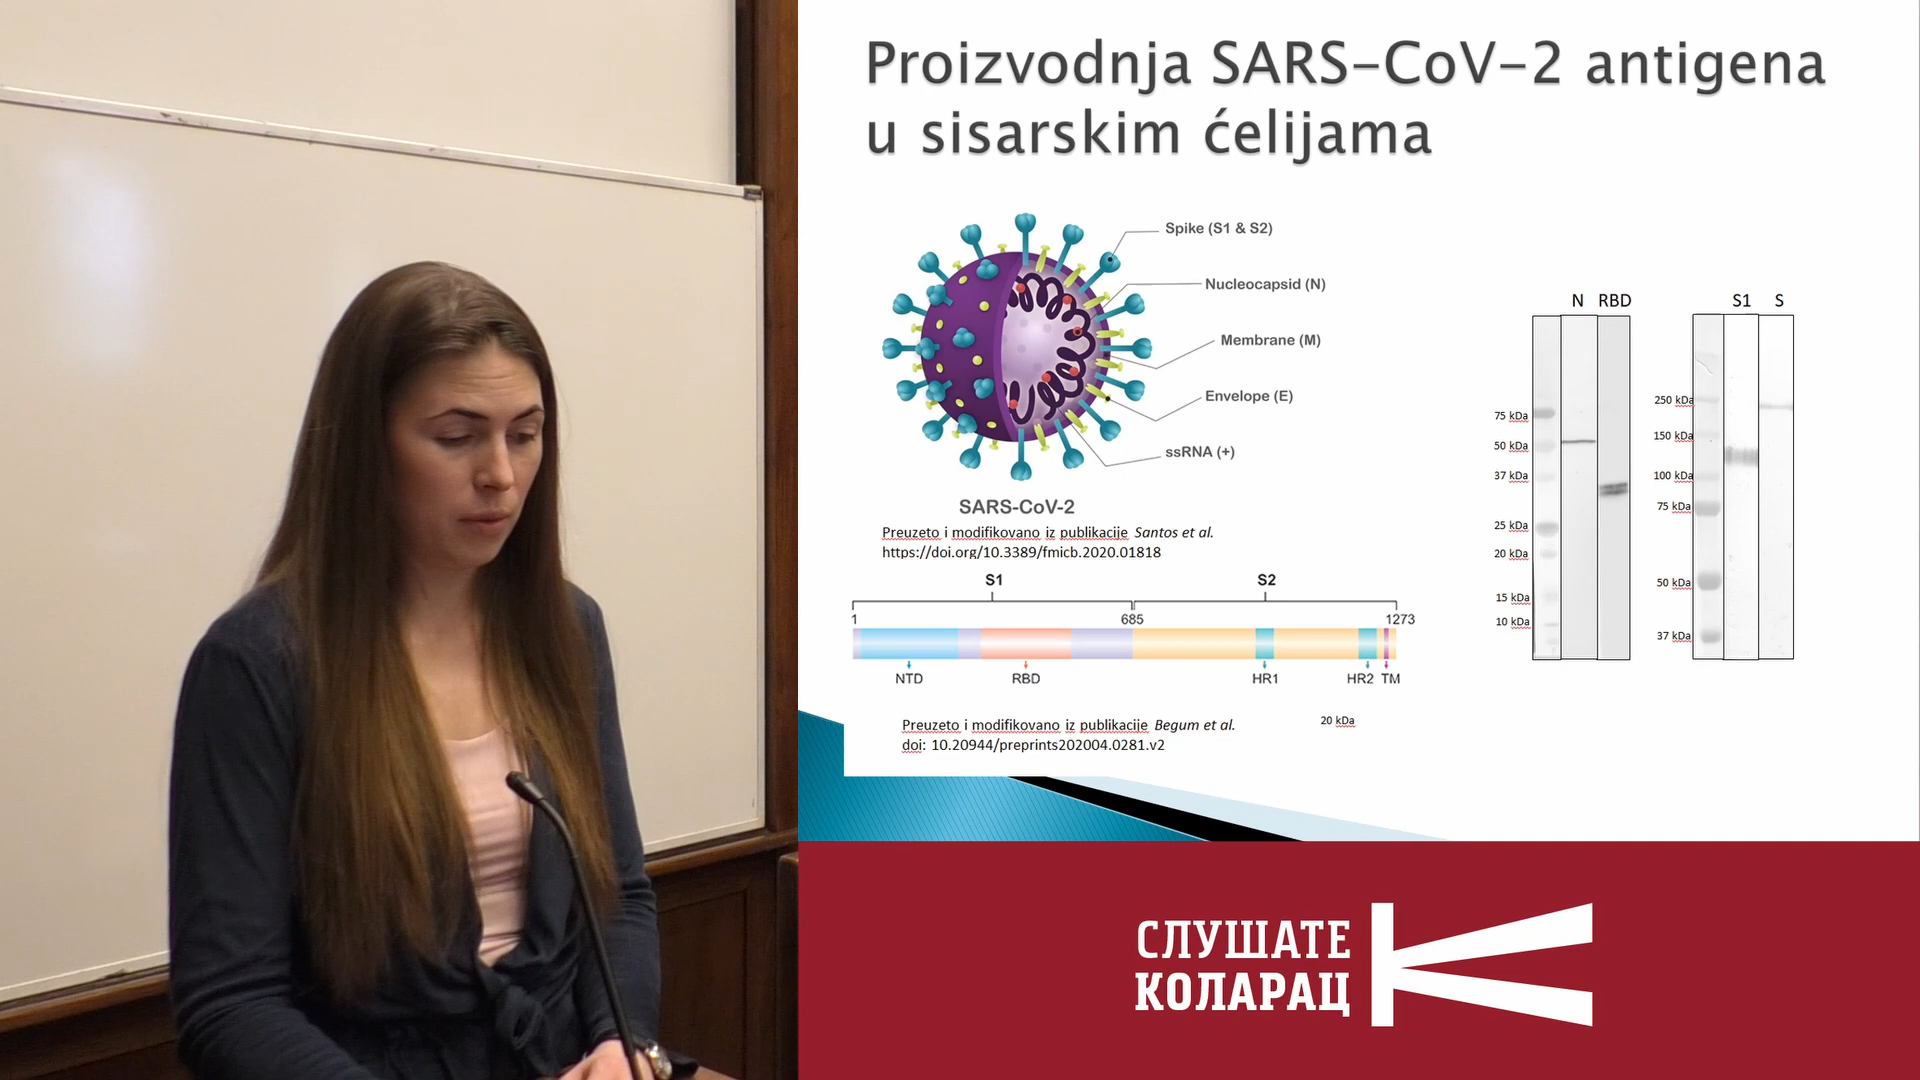 Proizvodnja SARS-CoV-2 antigena
u sisarskim ćelijama
Spike (S1 & S2)
Nucleocapsid (N)
Membrane (M)
Envelope (E)
ssRNA (+)
SARS-CoV-2
Preuzeto i modifikovano iz publikacije Santos et al.
https://doi.org/10.3389/fmicb.2020.01818
S1 S2
1 685 1273
NTD RBD HR1 HR2 TM
Preuzeto i modifikovano iz publikacije Begum et al.
doi: 10.20944/preprints202004.0281.v2
20 kDa
N RBD
75 kDa
50 kDa
37 kDa
25 kDa
20 kDa
15 kDa
10 kDa
S1 S
250 kDa
150 kDa
100 kDa
75 kDa
50 kDa
37 kDa
СЛУШАТЕ
КОЛАРАЦ